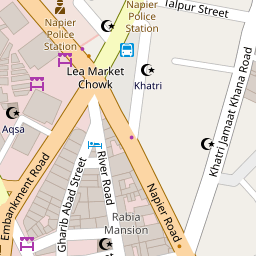 Talpur Street
Napier
Police
Station
Napier
Police
Station
Lea Market
Chowk
Khatri
Aqsa
Khatri Jamaat Khana Road
Embankment Road
Gharib Abad Street
River Road
Napier Road
Rabia
Mansion